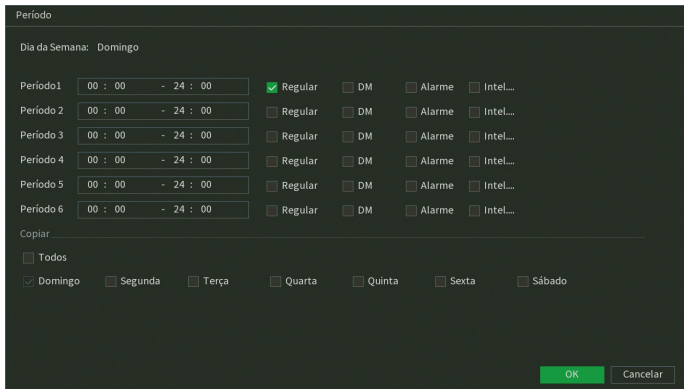 Período
Dia da Semana: Domingo
Período1 00 : 00 - 24 : 00 Regular DM Alarme Intel....
Período 2 00 : 00 - 24 : 00 Regular DM Alarme Intel....
Período 3 00 : 00 - 24 : 00 Regular DM Alarme Intel....
Período 4 00 : 00 - 24 : 00 Regular DM Alarme Intel....
Período 5 00 : 00 - 24 : 00 Regular DM Alarme Intel....
Período 6 00 : 00 - 24 : 00 Regular DM Alarme Intel....
Copiar
Todos
Domingo Segunda Terça Quarta Quinta Sexta Sábado
OK Cancelar